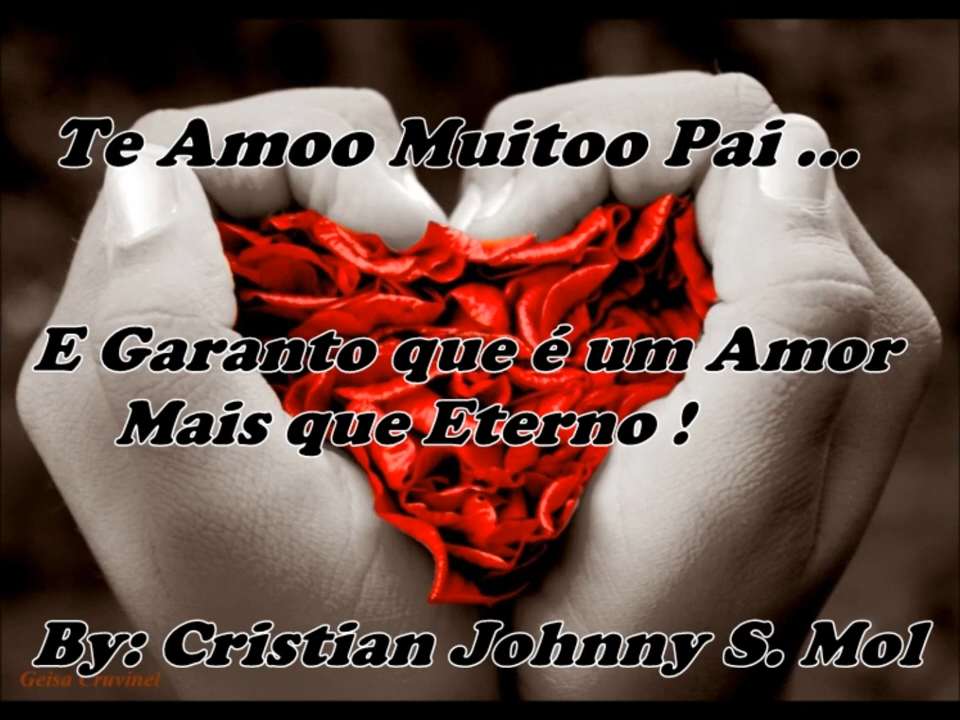 Te Amoo Muitoo Pai ...
E Garanto que é um Amor
Mais que Eterno !
By: Cristian Johnny S. Mol
Geisa Cruvinel